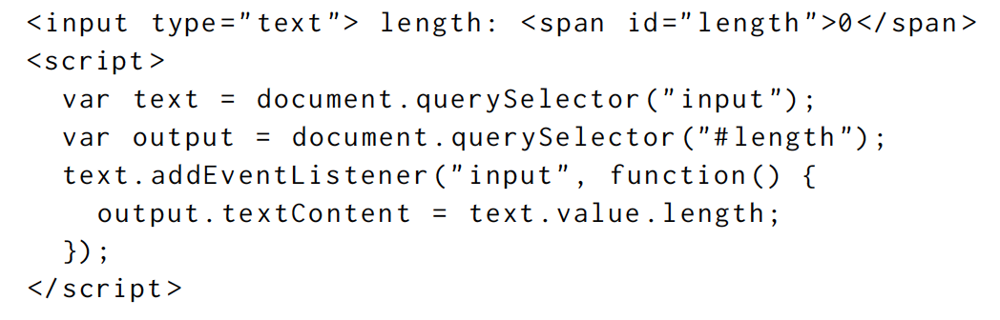 <input type="text"> length: <span id="length">0</span>
<script>
  var text = document.querySelector("input");
  var output = document.querySelector("#length");
  text.addEventListener("input", function() {
    output.textContent = text.value.length;
  });
</script>